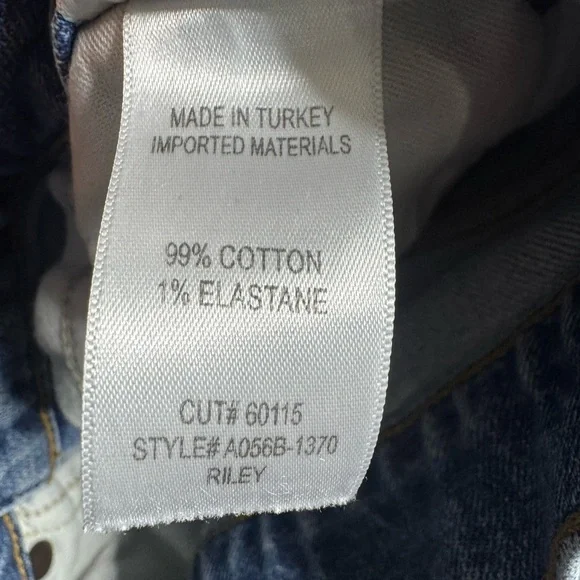 MADE IN TURKEY
IMPORTED MATERIALS
99% COTTON
1% ELASTANE
CUT# 60115
STYLE# A056B-1370
RILEY